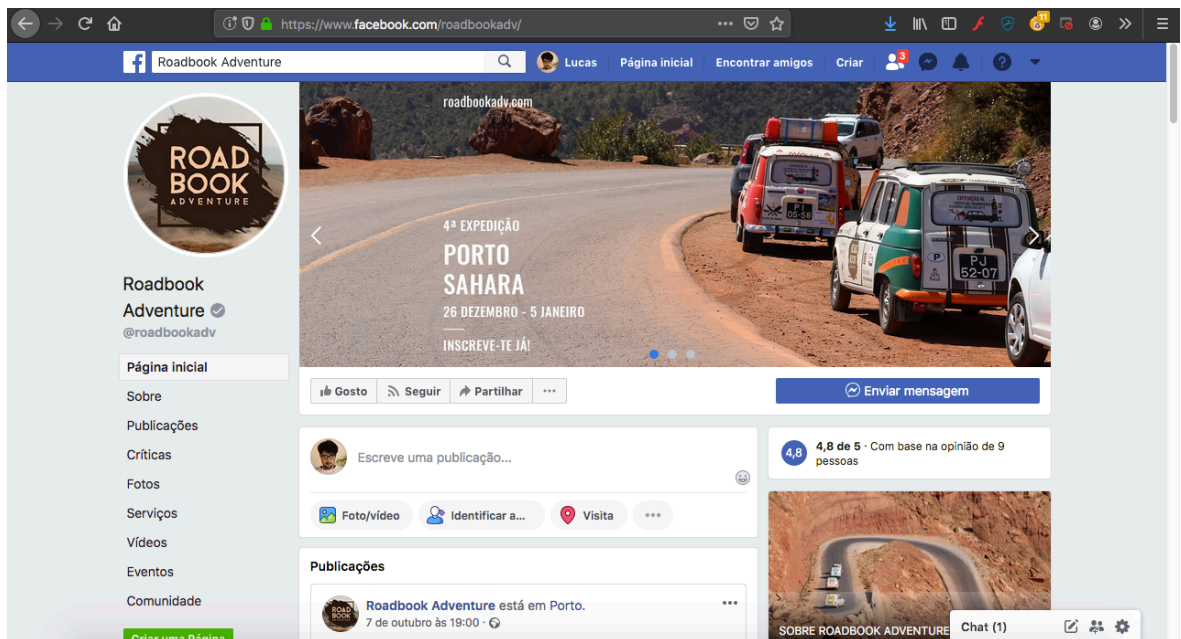 https://www.facebook.com/roadbookadv/
11
Roadbook Adventure
Lucas
Página inicial
Encontrar amigos
Criar
3
ROAD
BOOK
ADVENTURE
Roadbook
Adventure
@roadbookadv
Página inicial
Sobre
Publicações
Críticas
Fotos
Serviços
Vídeos
Eventos
Comunidade
Criar uma Página
roadbookadv.com
4ª EXPEDIÇÃO
PORTO
SAHARA
26 DEZEMBRO - 5 JANEIRO
INSCREVE-TE JÁ!
PJ
52-07
Gosto
Seguir
Partilhar
Enviar mensagem
Escreve uma publicação...
Foto/vídeo
Identificar a...
Visita
Publicações
ROAD
BOOK
Roadbook Adventure está em Porto.
7 de outubro às 19:00 ·
4,8
4,8 de 5 · Com base na opinião de 9
pessoas
SOBRE ROADBOOK ADVENTURE
Chat (1)